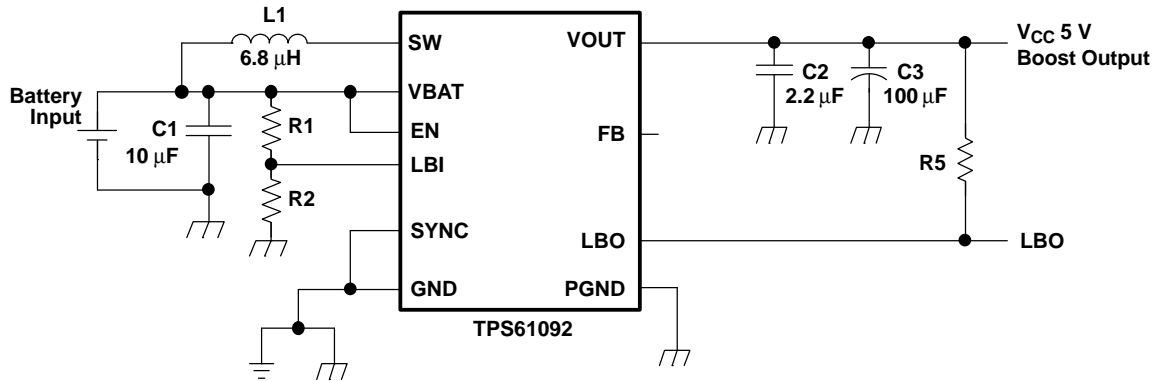 L1
6.8 μH
SW
VOUT
VCC 5 V
Boost Output
C2
2.2 μF
C3
100 μF
Battery
Input
VBAT
C1
10 μF
R1
EN
FB
LBI
R2
R5
SYNC
LBO
LBO
GND
PGND
TPS61092